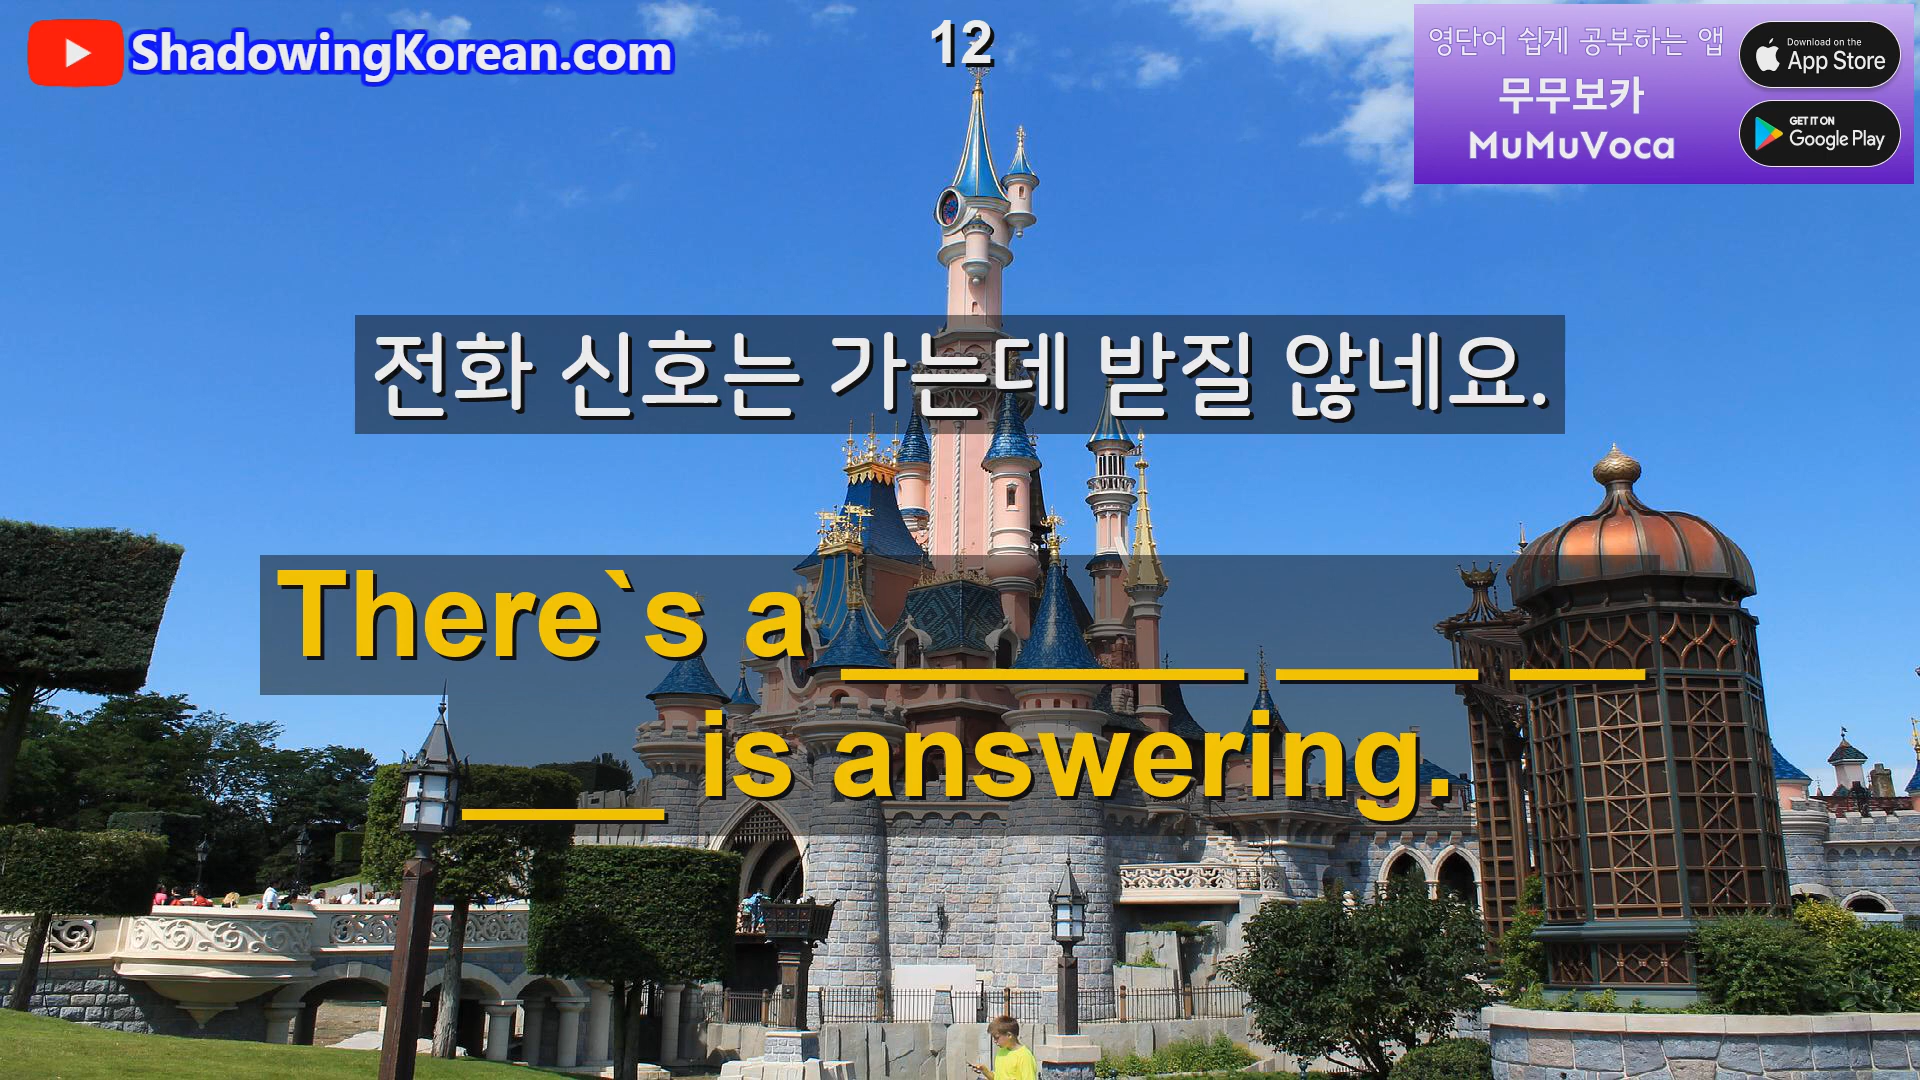 ShadowingKorean.com
12
영단어 쉽게 공부하는 앱
무무보카
MuMuVoca
Download on the
App Store
GET IT ON
Google Play
전화 신호는 가는데 받질 않네요.
There`s a ______ ___ __
___ is answering.